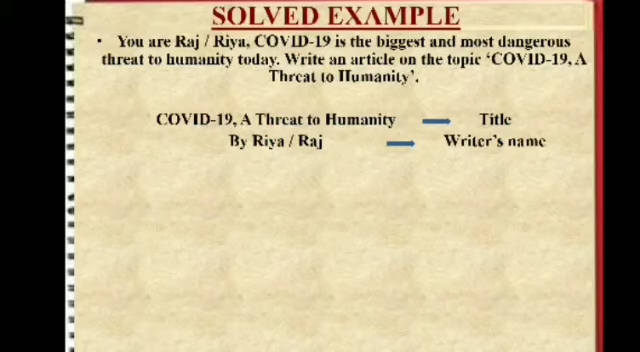 SOLVED EXAMPLE
• You are Raj / Riya, COVID-19 is the biggest and most dangerous
threat to humanity today. Write an article on the topic ‘COVID-19, A
Threat to Humanity’.
COVID-19, A Threat to Humanity Title
By Riya / Raj Writer's name